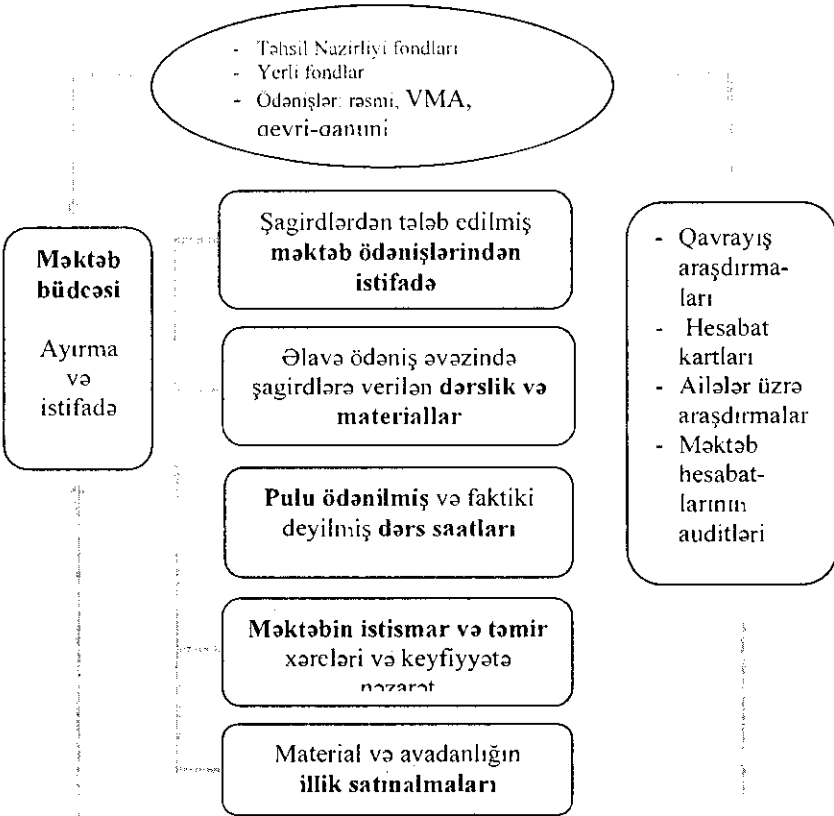 - Təhsil Nazirliyi fondları
- Yerli fondlar
- Ödənişlər: rəsmi, VMA,
qeyri-qanuni
Məktəb
büdcəsi
Ayırma
və
istifadə
Şagirdlərdən tələb edilmiş
məktəb ödənişlərindən
istifadə
Əlavə ödəniş əvəzində
şagirdlərə verilən dərslik və
materiallar
Pulu ödənilmiş və faktiki
deyilmiş dərs saatları
Məktəbin istismar və təmir
xərcləri və keyfiyyətə
nəzarət
Material və avadanlığın
illik satınalmaları
- Qavrayış
araşdırma-
ları
- Hesabat
kartları
- Ailələr üzrə
araşdırmalar
- Məktəb
hesabat-
larının
auditləri